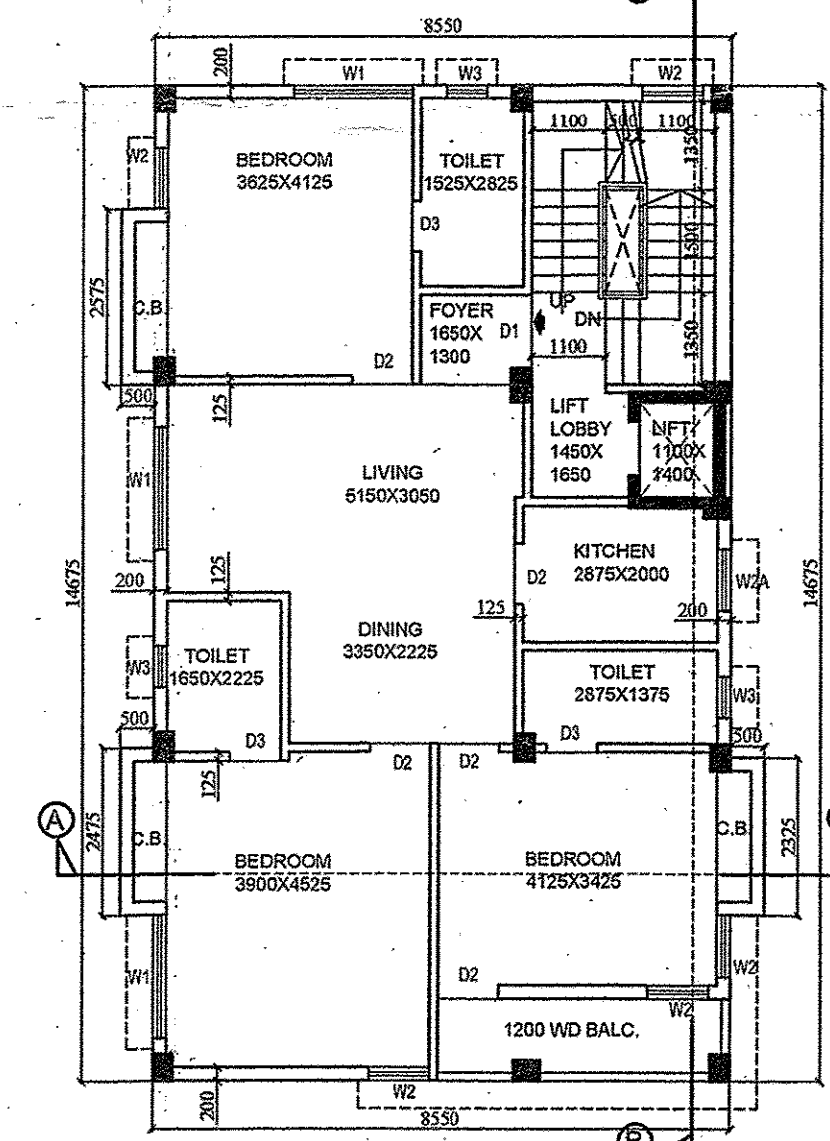 8550
200
W1
W3
W2
1100
500
1100
1350
W2
BEDROOM
3625X4125
TOILET
1525X2825
D3
1500
2575
C.B.
FOYER
1650X
1300
D1
UP
DN
1350
1100
D2
500
125
LIFT
LOBBY
1450X
1650
LIFT
1100X
1400
W1
LIVING
5150X3050
14675
14675
200
125
KITCHEN
2875X2000
D2
W2A
125
200
DINING
3350X2225
W3
TOILET
1650X2225
TOILET
2875X1375
W3
500
D3
D3
500
D2
D2
125
A
2475
C.B.
BEDROOM
3900X4525
BEDROOM
4125X3425
C.B.
2325
W1
D2
W2
W2
1200 WD BALC.
W2
200
8550
B